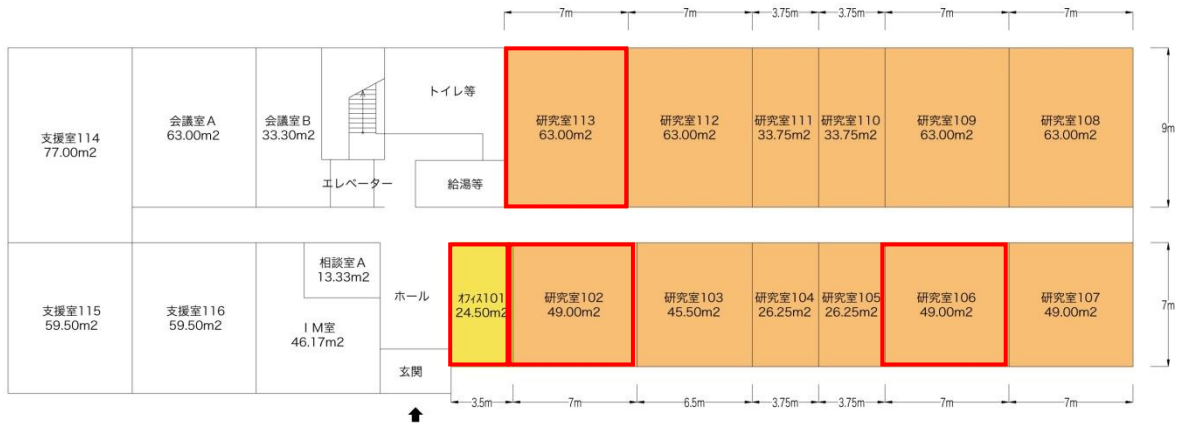 7m
7m
3.75m
3.75m
7m
7m
支援室114
77.00m2
会議室A
63.00m2
会議室B
33.30m2
トイレ等
エレベーター
給湯等
研究室113
63.00m2
研究室112
63.00m2
研究室111
33.75m2
研究室110
33.75m2
研究室109
63.00m2
研究室108
63.00m2
9m
支援室115
59.50m2
支援室116
59.50m2
相談室A
13.33m2
IM室
46.17m2
ホール
玄関
オフィス101
24.50m2
研究室102
49.00m2
研究室103
45.50m2
研究室104
26.25m2
研究室105
26.25m2
研究室106
49.00m2
研究室107
49.00m2
7m
3.5m
7m
6.5m
3.75m
3.75m
7m
7m